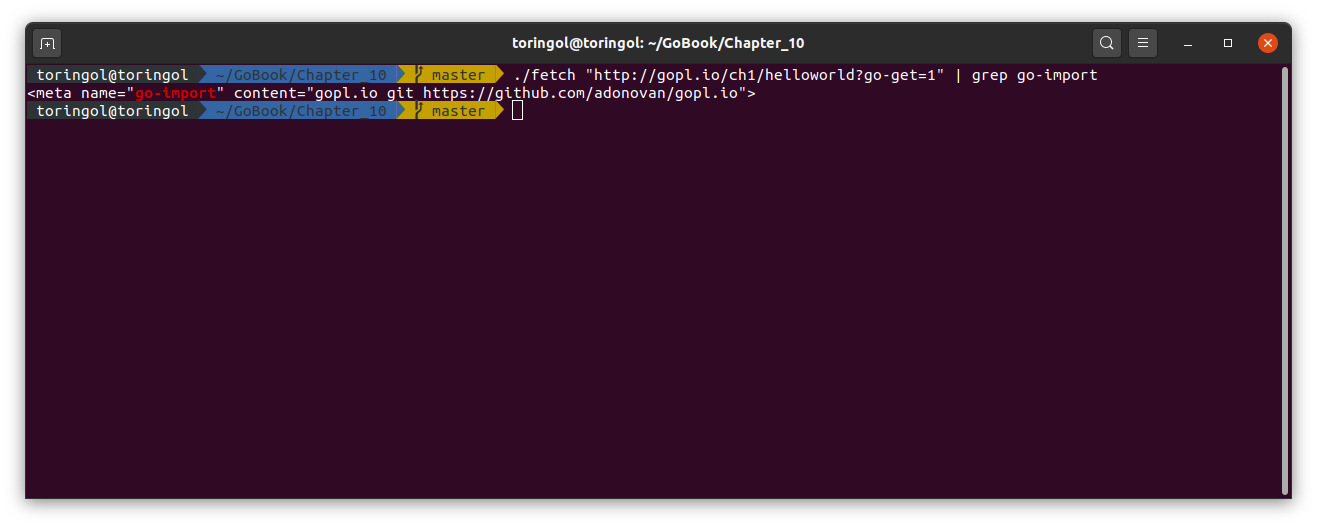 toringol@toringol: ~/GoBook/Chapter_10
toringol@toringol ~/GoBook/Chapter_10 master ./fetch "http://gopl.io/ch1/helloworld?go-get=1" | grep go-import
<meta name="go-import" content="gopl.io git https://github.com/adonovan/gopl.io">
toringol@toringol ~/GoBook/Chapter_10 master